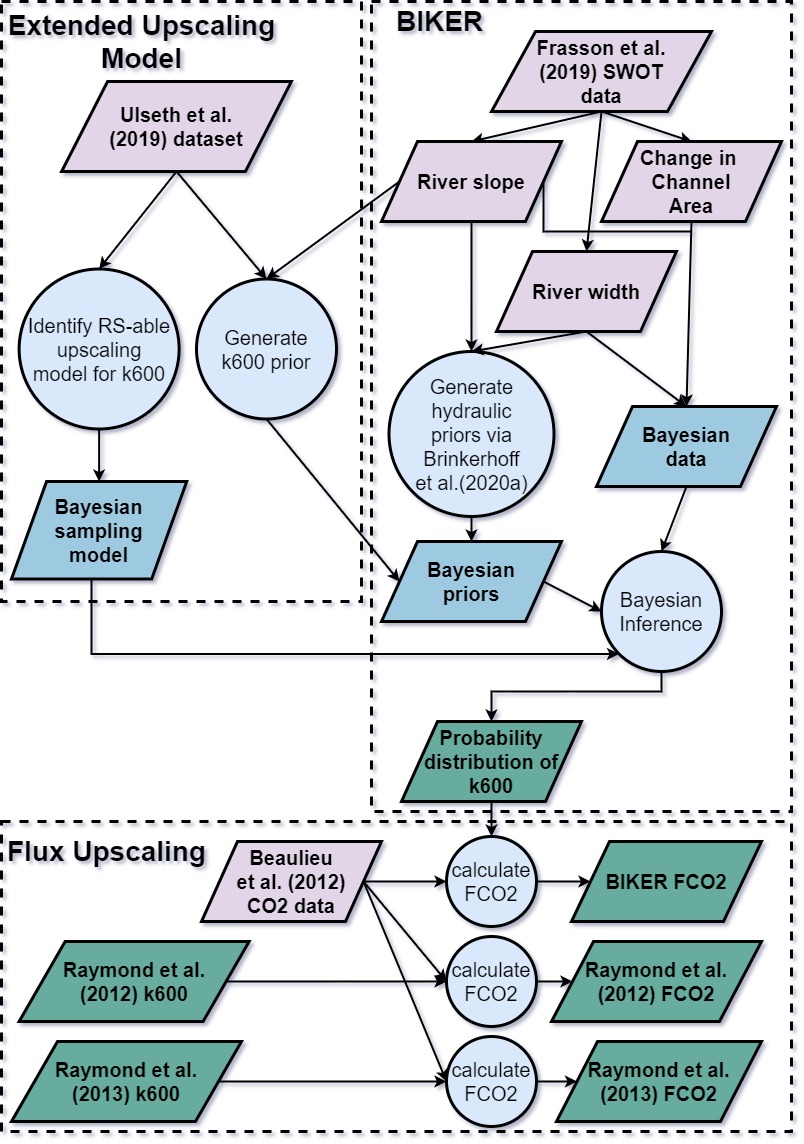 Extended Upscaling
Model
Ulseth et al.
(2019) dataset
Identify RS-able
upscaling
model for k600
Generate
k600 prior
Bayesian
sampling
model
BIKER
Frasson et al.
(2019) SWOT
data
River slope
Change in
Channel
Area
River width
Generate
hydraulic
priors via
Brinkerhoff
et al.(2020a)
Bayesian
data
Bayesian
priors
Bayesian
Inference
Probability
distribution of
k600
Flux Upscaling
Beaulieu
et al. (2012)
CO2 data
calculate
FCO2
BIKER FCO2
Raymond et al.
(2012) k600
calculate
FCO2
Raymond et al.
(2012) FCO2
Raymond et al.
(2013) k600
calculate
FCO2
Raymond et al.
(2013) FCO2